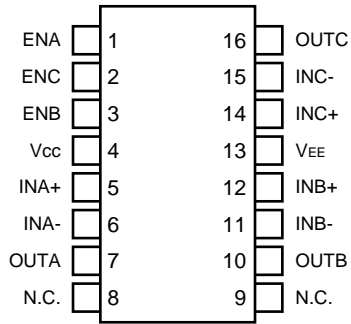 ENA 1 16 OUTC
ENC 2 15 INC-
ENB 3 14 INC+
Vcc 4 13 VEE
INA+ 5 12 INB+
INA- 6 11 INB-
OUTA 7 10 OUTB
N.C. 8 9 N.C.